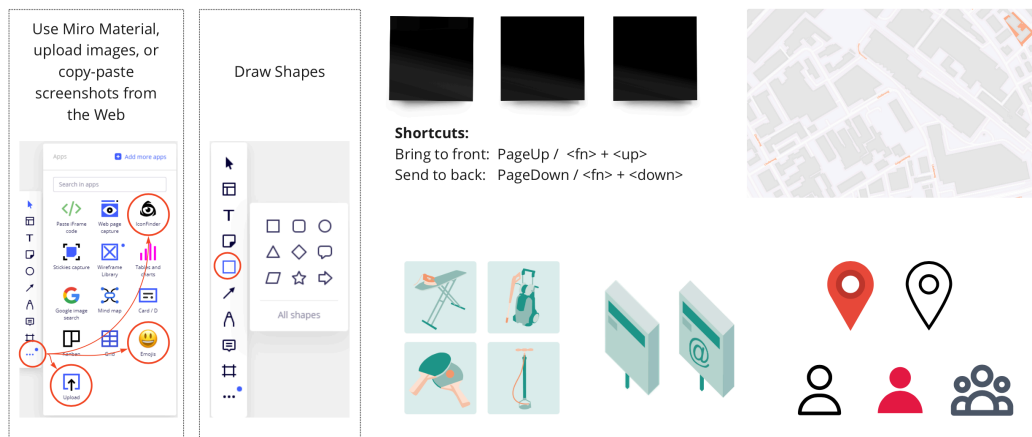 Use Miro Material,
upload images, or
copy-paste
screenshots from
the Web
Apps
Add more apps
Search in apps
Paste iFrame
code
Web page
capture
Iconfinder
Stickies capture
Wireframe
Library
Tables and
charts
Google image
search
Mind map
Card / D
Kanban
Grid
Emojis
Upload
Draw Shapes
All shapes
Shortcuts:
Bring to front: PageUp / <fn> + <up>
Send to back: PageDown / <fn> + <down>
@